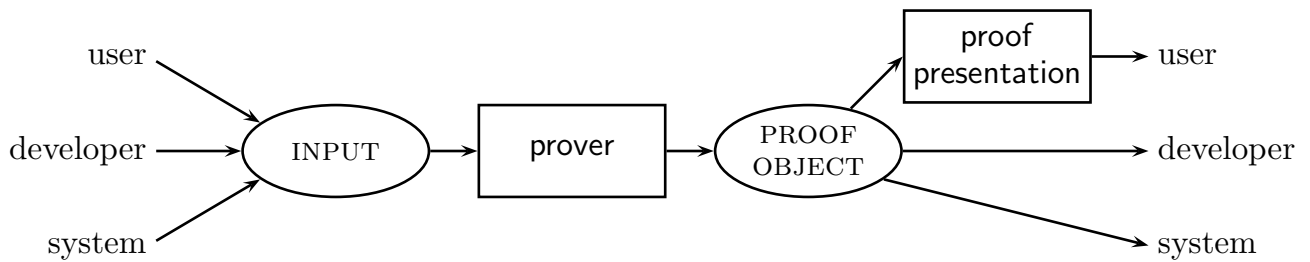 user
developer
system
INPUT
prover
PROOF
OBJECT
proof
presentation
user
developer
system